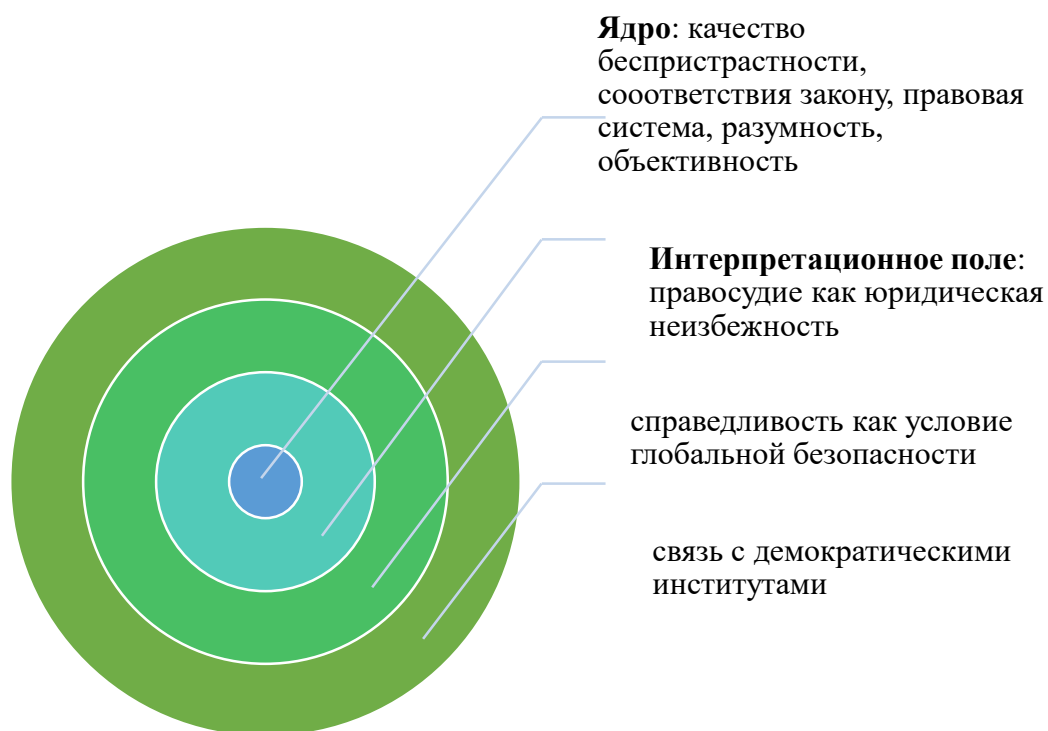 Ядро: качество
беспристрастности,
сооответствия закону, правовая
система, разумность,
объективность
Интерпретационное поле:
правосудие как юридическая
неизбежность
справедливость как условие
глобальной безопасности
связь с демократическими
институтами